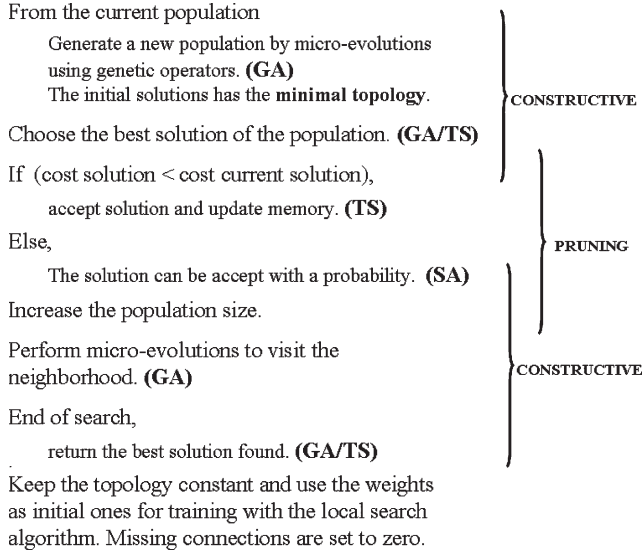 From the current population
Generate a new population by micro-evolutions
using genetic operators. (GA)
The initial solutions has the minimal topology.
CONSTRUCTIVE
Choose the best solution of the population. (GA/TS)
If (cost solution < cost current solution),
accept solution and update memory. (TS)
Else,
PRUNING
The solution can be accept with a probability. (SA)
Increase the population size.
Perform micro-evolutions to visit the
neighborhood. (GA)
CONSTRUCTIVE
End of search,
return the best solution found. (GA/TS)
Keep the topology constant and use the weights
as initial ones for training with the local search
algorithm. Missing connections are set to zero.